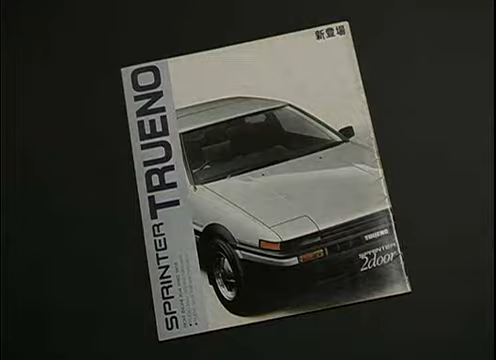 新登場
SPRINTER TRUENO
TRUENO
SPRINTER
2door